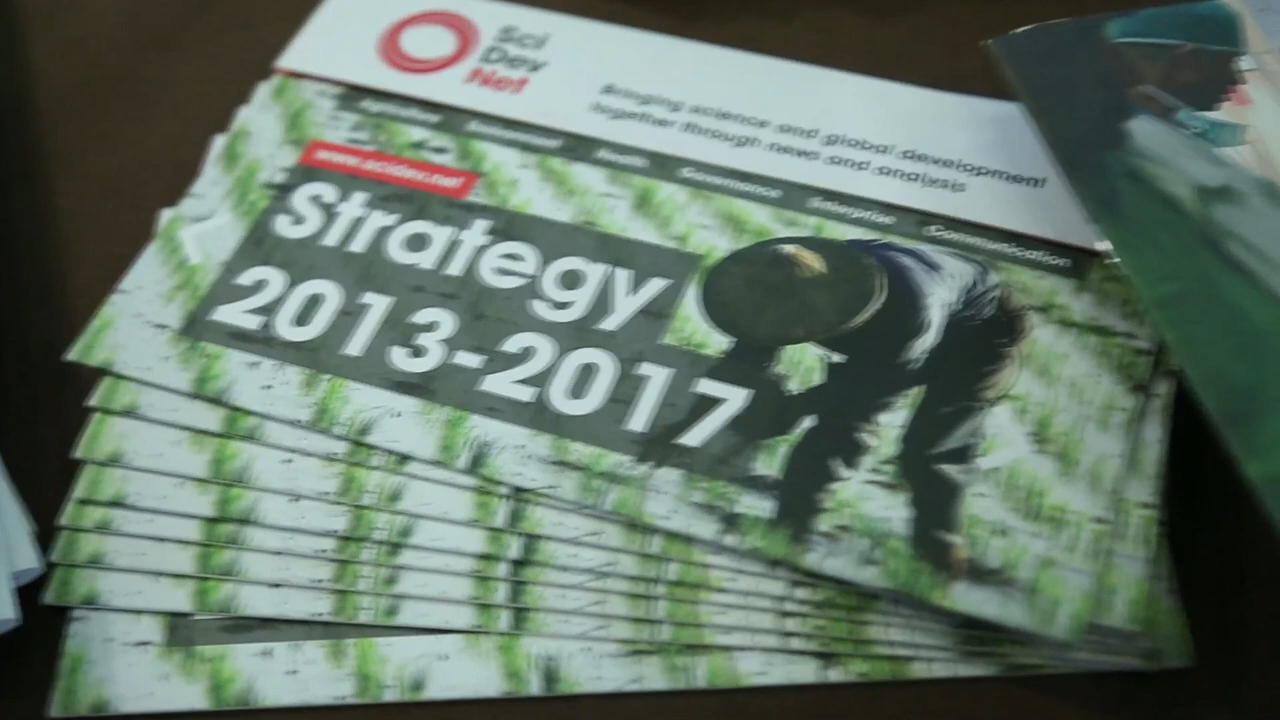 Sci
Dev
Net
Bringing science and global development
together through news and analysis
Agriculture Environment Health Governance Enterprise Communication
www.scidev.net
Strategy
2013-2017